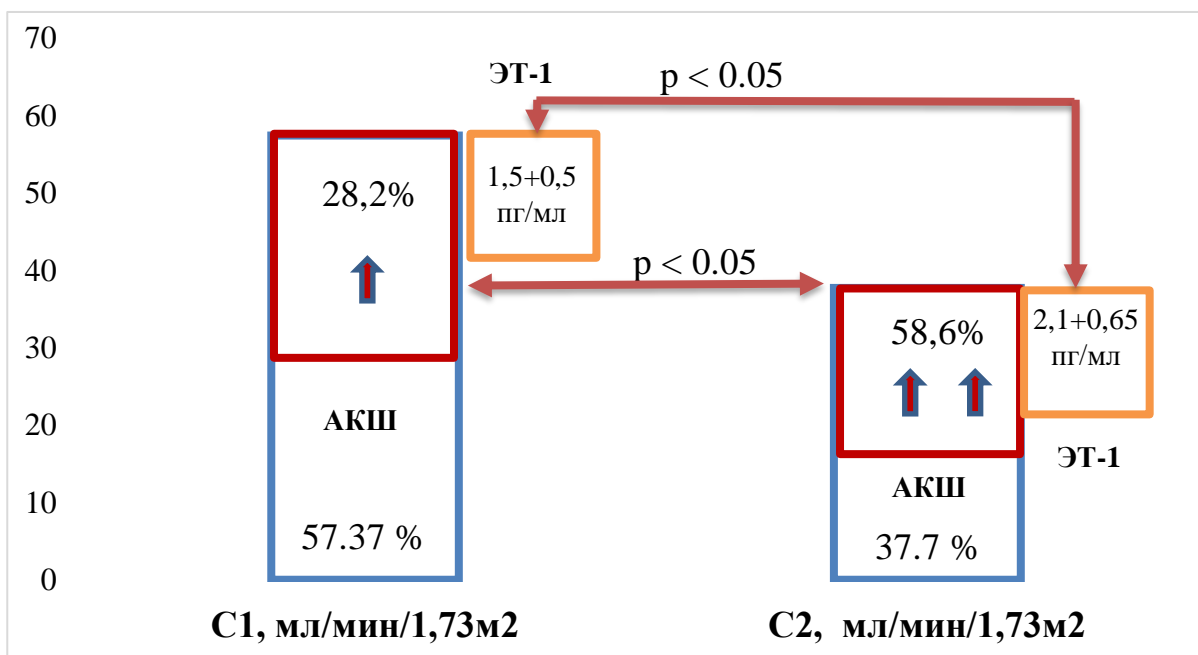 70
60
50
40
30
20
10
0
ЭТ-1
p < 0.05
28,2%
1,5+0,5
пг/мл
p < 0.05
АКШ
57.37 %
58,6%
2,1+0,65
пг/мл
ЭТ-1
АКШ
37.7 %
С1, мл/мин/1,73м2
С2, мл/мин/1,73м2